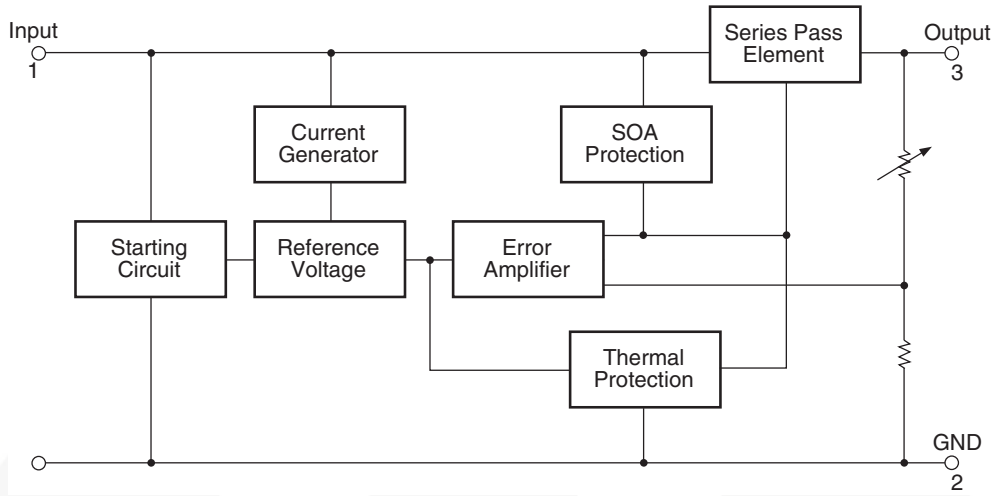 Input
1
Series Pass
Element
Output
3
Current
Generator
SOA
Protection
Starting
Circuit
Reference
Voltage
Error
Amplifier
Thermal
Protection
GND
2